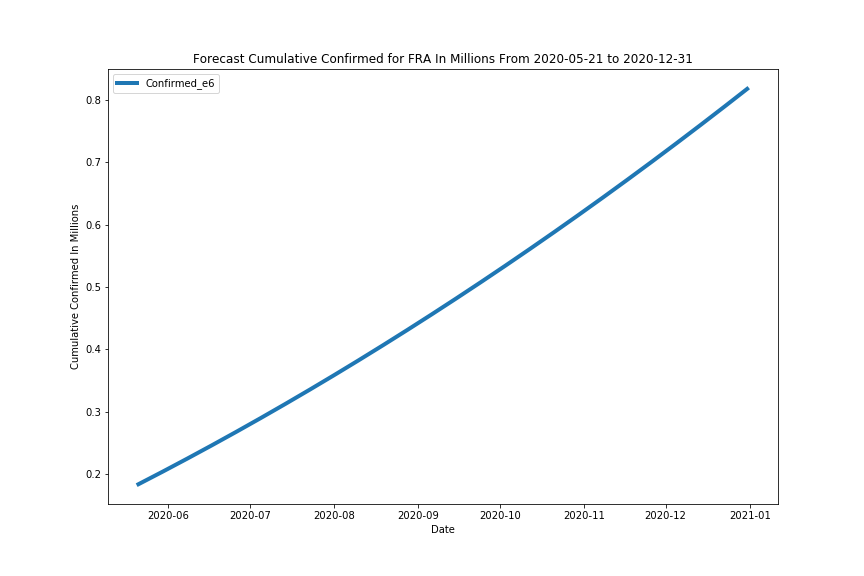 Forecast Cumulative Confirmed for FRA In Millions From 2020-05-21 to 2020-12-31
Confirmed_e6
Cumulative Confirmed In Millions
0.8
0.7
0.6
0.5
0.4
0.3
0.2
2020-06 2020-07 2020-08 2020-09 2020-10 2020-11 2020-12 2021-01
Date